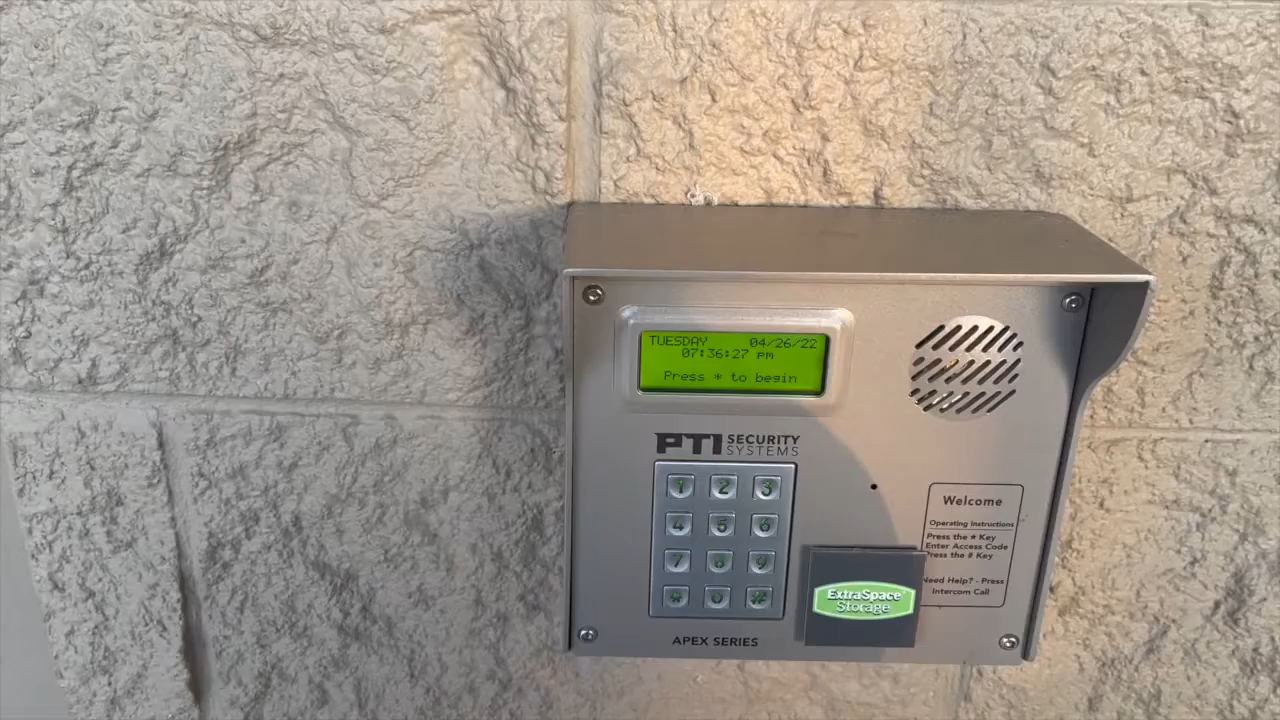 TUESDAY 04/26/22
07:36:27 PM
Press * to begin
PTI SECURITY
SYSTEMS
1 2 3
4 5 6
7 8 9
* 0 #
APEX SERIES
ExtraSpace
Storage
Welcome
Operating Instructions
Press the * Key
Enter Access Code
Press the # Key
Need Help? - Press
Intercom Call